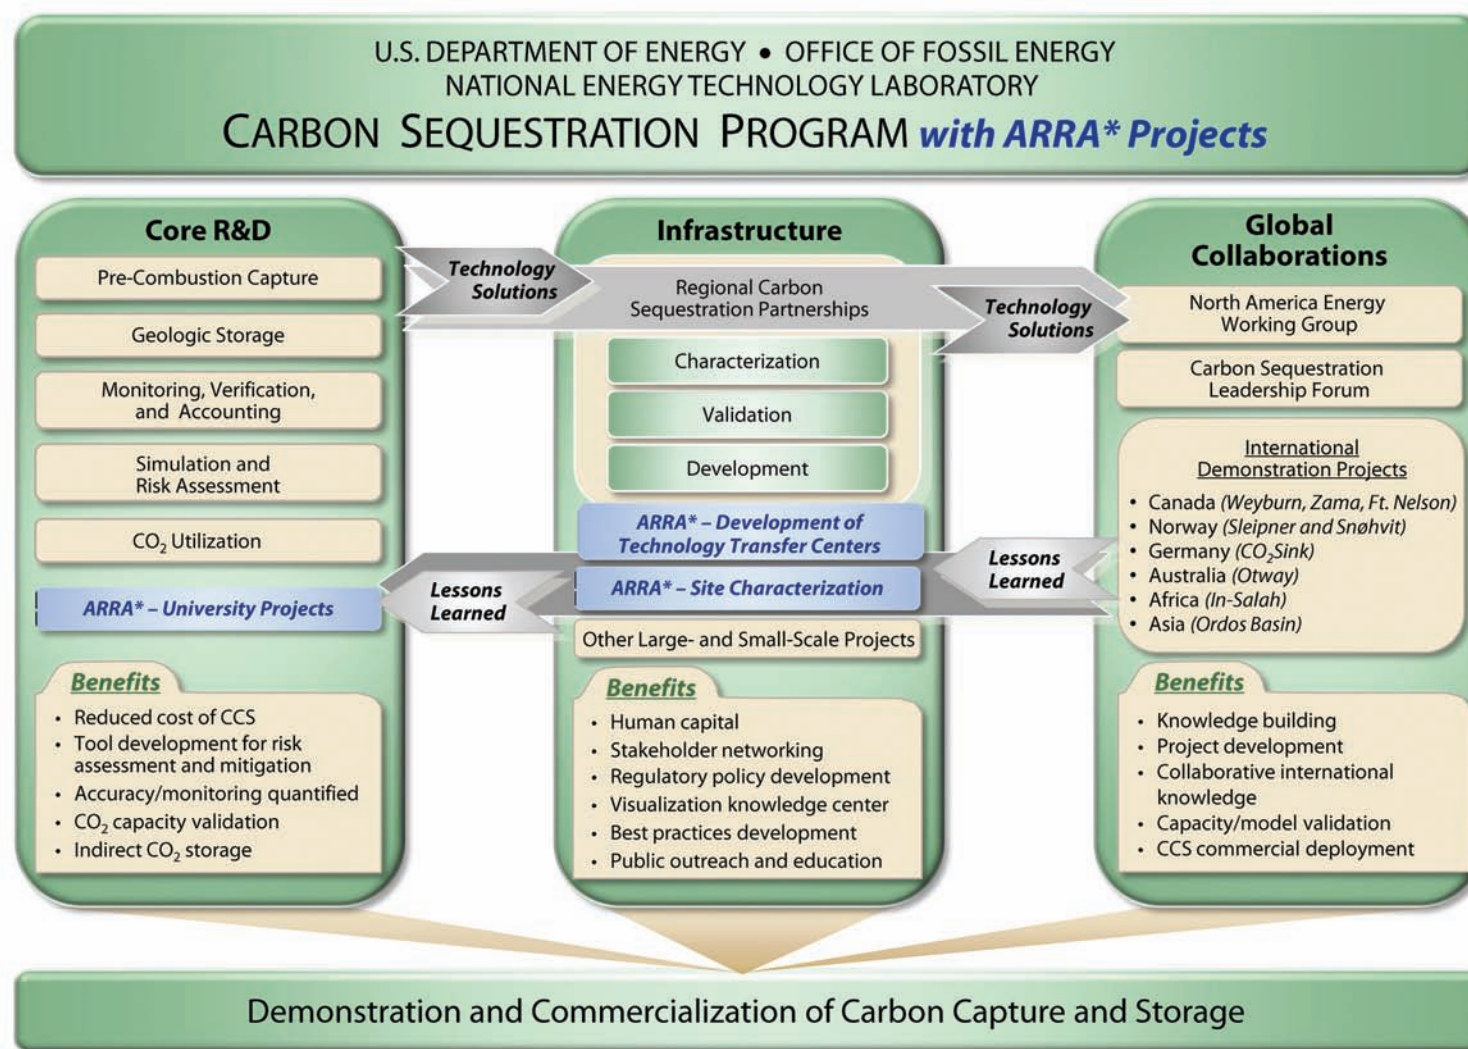 U.S. DEPARTMENT OF ENERGY • OFFICE OF FOSSIL ENERGY
NATIONAL ENERGY TECHNOLOGY LABORATORY
CARBON SEQUESTRATION PROGRAM with ARRA* Projects
Core R&D
Pre-Combustion Capture
Geologic Storage
Monitoring, Verification,
and Accounting
Simulation and
Risk Assessment
CO₂ Utilization
ARRA* – University Projects
Benefits
• Reduced cost of CCS
• Tool development for risk
assessment and mitigation
• Accuracy/monitoring quantified
• CO₂ capacity validation
• Indirect CO₂ storage
Technology
Solutions
Lessons
Learned
Infrastructure
Regional Carbon
Sequestration Partnerships
Characterization
Validation
Development
ARRA* – Development of
Technology Transfer Centers
ARRA* – Site Characterization
Other Large- and Small-Scale Projects
Benefits
• Human capital
• Stakeholder networking
• Regulatory policy development
• Visualization knowledge center
• Best practices development
• Public outreach and education
Technology
Solutions
Lessons
Learned
Global
Collaborations
North America Energy
Working Group
Carbon Sequestration
Leadership Forum
International
Demonstration Projects
• Canada (Weyburn, Zama, Ft. Nelson)
• Norway (Sleipner and Snøhvit)
• Germany (CO₂Sink)
• Australia (Otway)
• Africa (In-Salah)
• Asia (Ordos Basin)
Benefits
• Knowledge building
• Project development
• Collaborative international
knowledge
• Capacity/model validation
• CCS commercial deployment
Demonstration and Commercialization of Carbon Capture and Storage